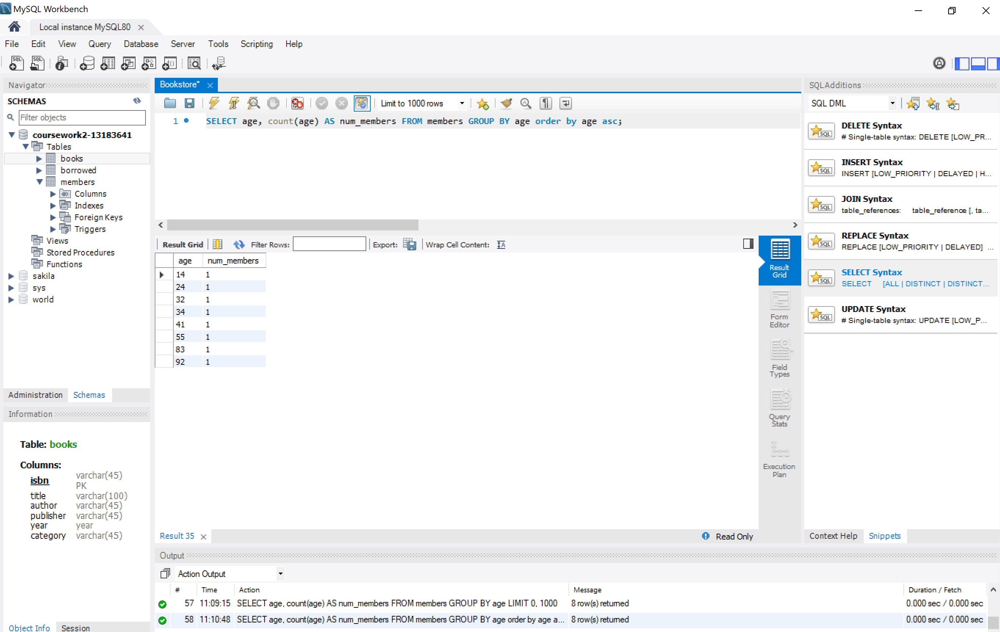 MySQL Workbench
Local instance MySQL80
File Edit View Query Database Server Tools Scripting Help
Navigator
SCHEMAS
Filter objects
coursework2-13183641
Tables
books
borrowed
members
Columns
Indexes
Foreign Keys
Triggers
Views
Stored Procedures
Functions
sakila
sys
world
Administration Schemas
Information
Table: books
Columns:
isbn varchar(45) PK
title varchar(100)
author varchar(45)
publisher varchar(45)
year year
category varchar(45)
Object Info Session
Bookstore*
Limit to 1000 rows
1 SELECT age, count(age) AS num_members FROM members GROUP BY age order by age asc;
Result Grid Filter Rows: Export: Wrap Cell Content:
age num_members
14 1
24 1
32 1
34 1
41 1
55 1
83 1
92 1
Result Grid
Form Editor
Field Types
Query Stats
Execution Plan
Result 35 Read Only
SQLAdditions
SQL DML
DELETE Syntax
# Single-table syntax: DELETE [LOW_PR...
INSERT Syntax
INSERT [LOW_PRIORITY | DELAYED | H...
JOIN Syntax
table_references: table_reference [, ta...
REPLACE Syntax
REPLACE [LOW_PRIORITY | DELAYED] ...
SELECT Syntax
SELECT [ALL | DISTINCT | DISTINCT...
UPDATE Syntax
# Single-table syntax: UPDATE [LOW_P...
Context Help Snippets
Output
Action Output
# Time Action Message Duration / Fetch
57 11:09:15 SELECT age, count(age) AS num_members FROM members GROUP BY age LIMIT 0, 1000 8 row(s) returned 0.000 sec / 0.000 sec
58 11:10:48 SELECT age, count(age) AS num_members FROM members GROUP BY age order by age a... 8 row(s) returned 0.000 sec / 0.000 sec